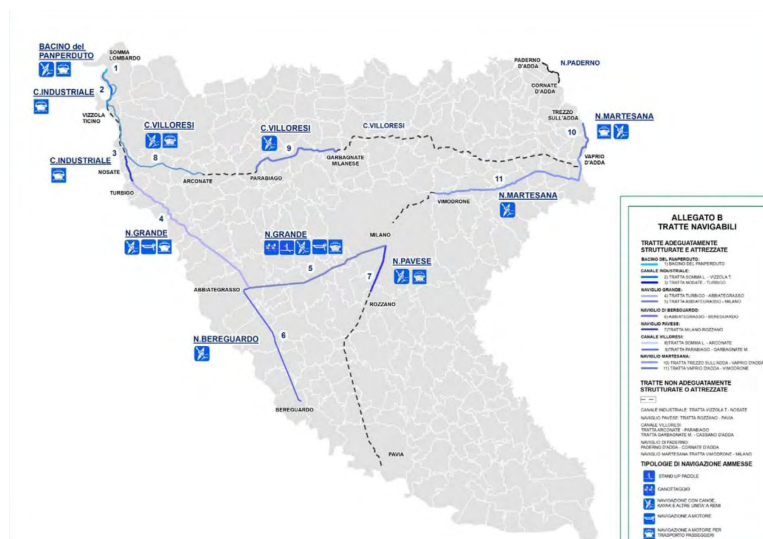 BACINO del
PANPERDUTO
SOMMA
LOMBARDO
1
2
C.INDUSTRIALE
VIZZOLA
TICINO
C.VILLORESI
C.VILLORESI
C.VILLORESI
PADERNO
D'ADDA
N.PADERNO
CORNATE
D'ADDA
TREZZO
SULL'ADDA
N.MARTESANA
10
3
C.INDUSTRIALE
NOSATE
8
9
GARBAGNATE
MILANESE
VAPRIO
D'ADDA
TURBIGO
ARCONATE
PARABIAGO
11
N.MARTESANA
VIMODRONE
4
N.GRANDE
N.GRANDE
MILANO
5
N.PAVESE
7
ABBIATEGRASSO
ROZZANO
6
N.BEREGUARDO
BEREGUARDO
PAVIA
ALLEGATO B
TRATTE NAVIGABILI
TRATTE ADEGUATAMENTE
STRUTTURATE E ATTREZZATE
BACINO DEL PANPERDUTO:
1) BACINO DEL PANPERDUTO
CANALE INDUSTRIALE:
2) TRATTA SOMMA L. - VIZZOLA T.
3) TRATTA NOSATE - TURBIGO
NAVIGLIO GRANDE:
4) TRATTA TURBIGO - ABBIATEGRASSO
5) TRATTA ABBIATEGRASSO - MILANO
NAVIGLIO DI BEREGUARDO:
6) ABBIATEGRASSO - BEREGUARDO
NAVIGLIO PAVESE:
7) TRATTA MILANO-ROZZANO
CANALE VILLORESI:
8) TRATTA SOMMA L. - ARCONATE
9) TRATTA PARABIAGO - GARBAGNATE M.
NAVIGLIO MARTESANA:
10) TRATTA TREZZO SULL'ADDA - VAPRIO D'ADDA
11) TRATTA VAPRIO D'ADDA - VIMODRONE
TRATTE NON ADEGUATAMENTE
STRUTTURATE O ATTREZZATE
CANALE INDUSTRIALE: TRATTA VIZZOLA T. - NOSATE
NAVIGLIO PAVESE: TRATTA ROZZANO - PAVIA
CANALE VILLORESI:
TRATTA ARCONATE - PARABIAGO
TRATTA GARBAGNATE M. - CASSANO D'ADDA
NAVIGLIO DI PADERNO:
PADERNO D'ADDA - CORNATE D'ADDA
NAVIGLIO MARTESANA: TRATTA VIMODRONE - MILANO
TIPOLOGIE DI NAVIGAZIONE AMMESSE
STAND UP PADDLE
CANOTTAGGIO
NAVIGAZIONE CON CANOE,
KAYAK E ALTRE UNITA' A REMI
NAVIGAZIONE A MOTORE
NAVIGAZIONE A MOTORE PER
TRASPORTO PASSEGGERI